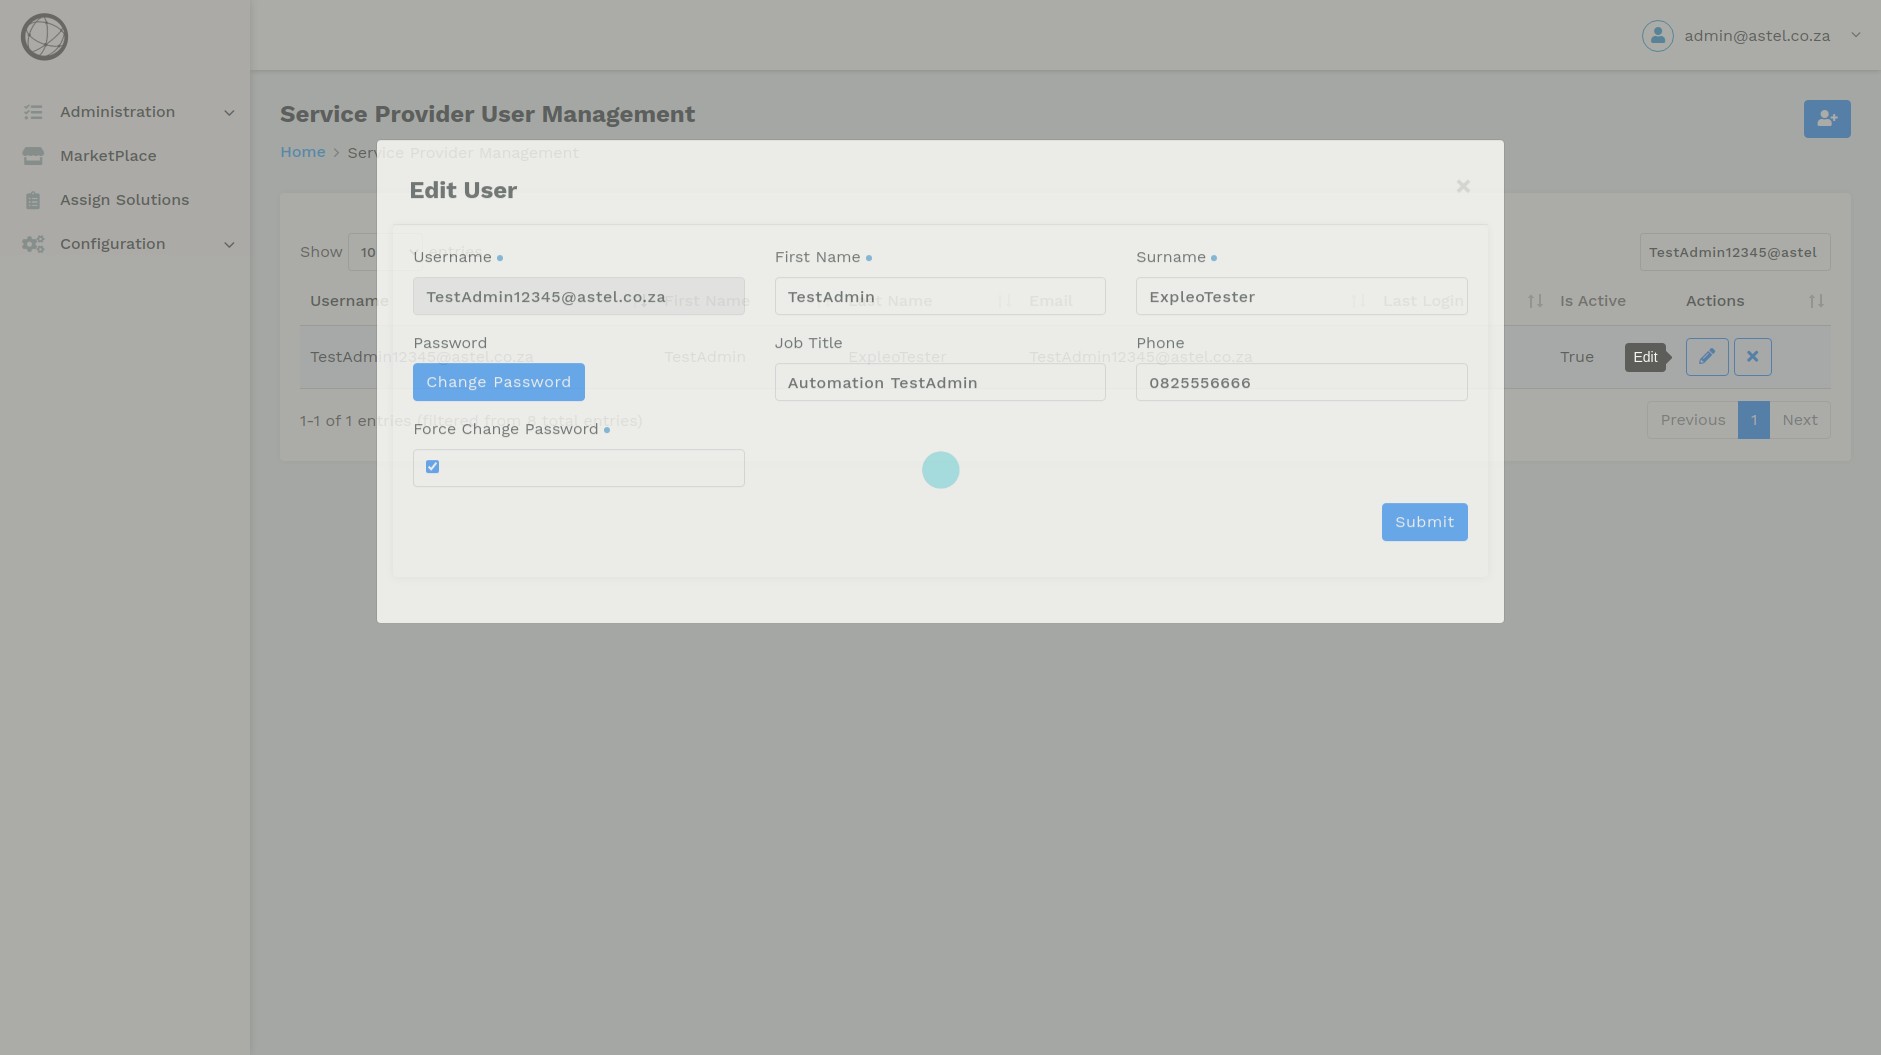 admin@astel.co.za
Administration
MarketPlace
Assign Solutions
Configuration
Service Provider User Management
Home > Service Provider Management
Edit User
Show 10 entries
TestAdmin12345@astel
Username First Name Last Name Email Last Login Is Active Actions
TestAdmin12345@astel.co.za TestAdmin ExpleoTester TestAdmin12345@astel.co.za True Edit
1-1 of 1 entries (filtered from 8 total entries)
Previous 1 Next
Username First Name Surname
TestAdmin12345@astel.co.za TestAdmin ExpleoTester
Password Job Title Phone
Change Password Automation TestAdmin 0825556666
Force Change Password
Submit